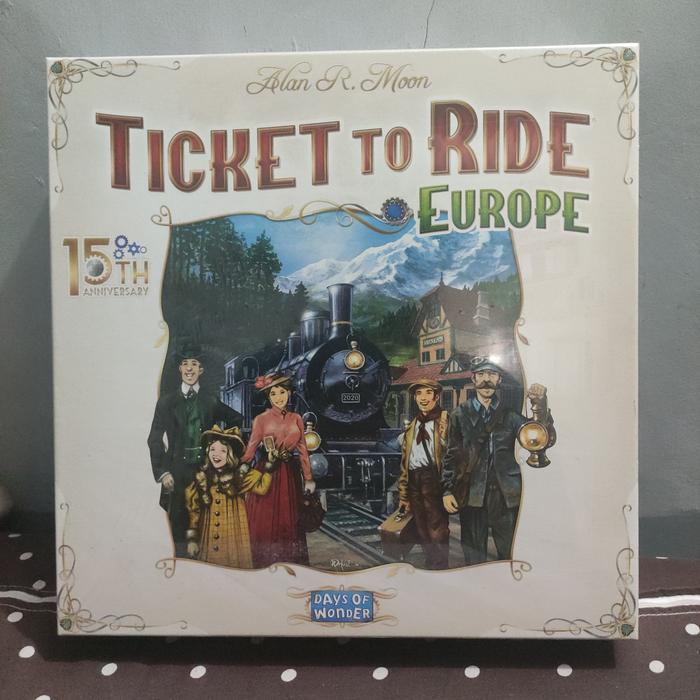 Alan R. Moon
TICKET TO RIDE
EUROPE
15TH
ANNIVERSARY
2020
DAYS OF
WONDER